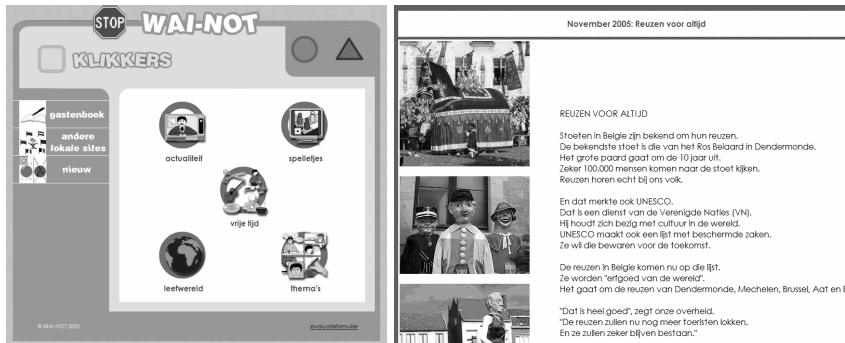 STOP
WAI-NOT
KLIKKERS
gastenboek
andere
lokale sites
nieuw
actualiteit
spelletjes
vrije tijd
leefwereld
thema's
© WAI-NOT 2005
evaluatieformulier
November 2005: Reuzen voor altijd
REUZEN VOOR ALTIJD
Stoeten in Belgie zijn bekend om hun reuzen.
De bekendste stoet is die van het Ros Beiaard in Dendermonde.
Het grote paard gaat om de 10 jaar uit.
Zeker 100.000 mensen komen naar de stoet kijken.
Reuzen horen echt bij ons volk.
En dat merkte ook UNESCO.
Dat is een dienst van de Verenigde Naties (VN).
Hij houdt zich bezig met cultuur in de wereld.
UNESCO maakt ook een lijst met beschermde zaken.
Ze wil die bewaren voor de toekomst.
De reuzen in Belgie komen nu op die lijst.
Ze worden "erfgoed van de wereld".
Het gaat om de reuzen van Dendermonde, Mechelen, Brussel, Aat en B
"Dat is heel goed", zegt onze overheid.
"De reuzen zullen nu nog meer toeristen lokken.
En ze zullen zeker blijven bestaan."